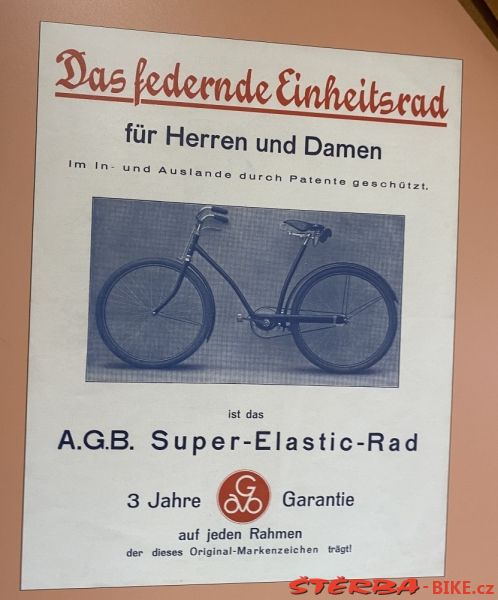 Das federnde Einheitsrad
für Herren und Damen
Im In- und Auslande durch Patente geschützt.
ist das
A.G.B. Super-Elastic-Rad
3 Jahre Garantie
auf jeden Rahmen
der dieses Original-Markenzeichen trägt!
ŠTĚRBA-BIKE.cz